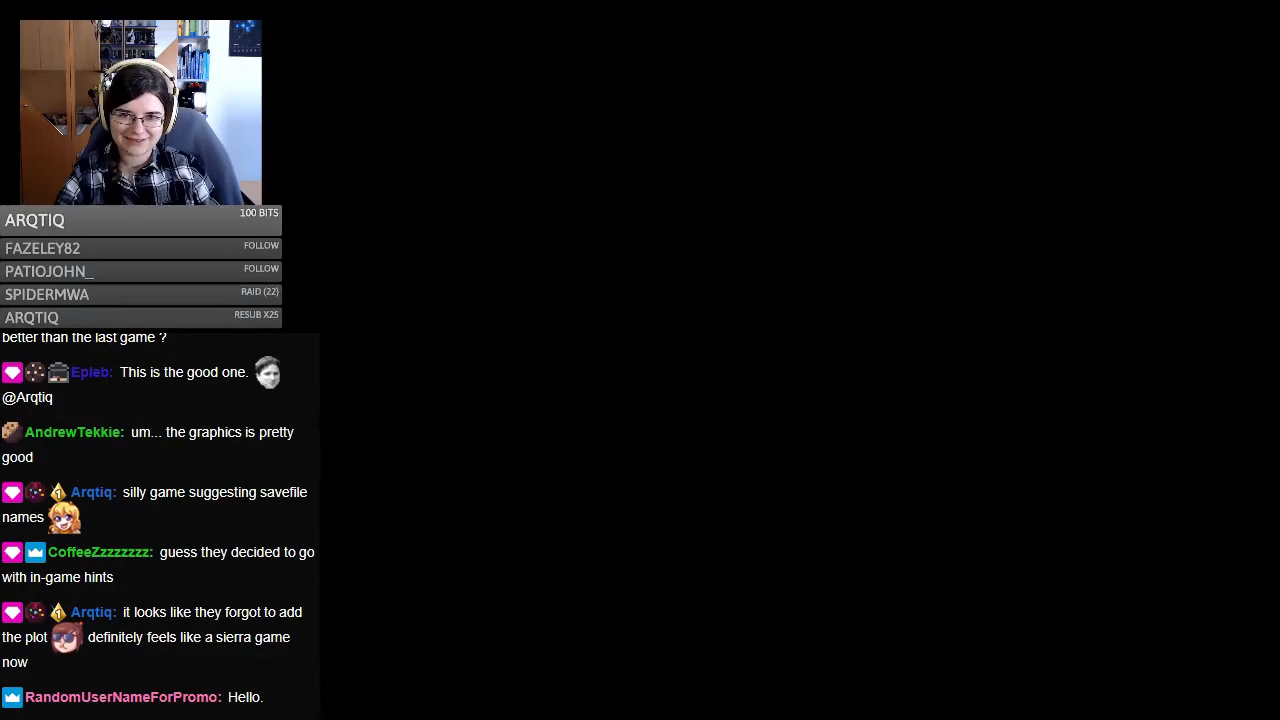 ARQTIQ 100 BITS
FAZELEY82 FOLLOW
PATIOJOHN_ FOLLOW
SPIDERMWA RAID (22)
ARQTIQ RESUB X25
better than the last game ?
Epleb: This is the good one.
@Arqtiq
AndrewTekkie: um... the graphics is pretty
good
1 Arqtiq: silly game suggesting savefile
names
CoffeeZzzzzzzz: guess they decided to go
with in-game hints
1 Arqtiq: it looks like they forgot to add
the plot definitely feels like a sierra game
now
RandomUserNameForPromo: Hello.